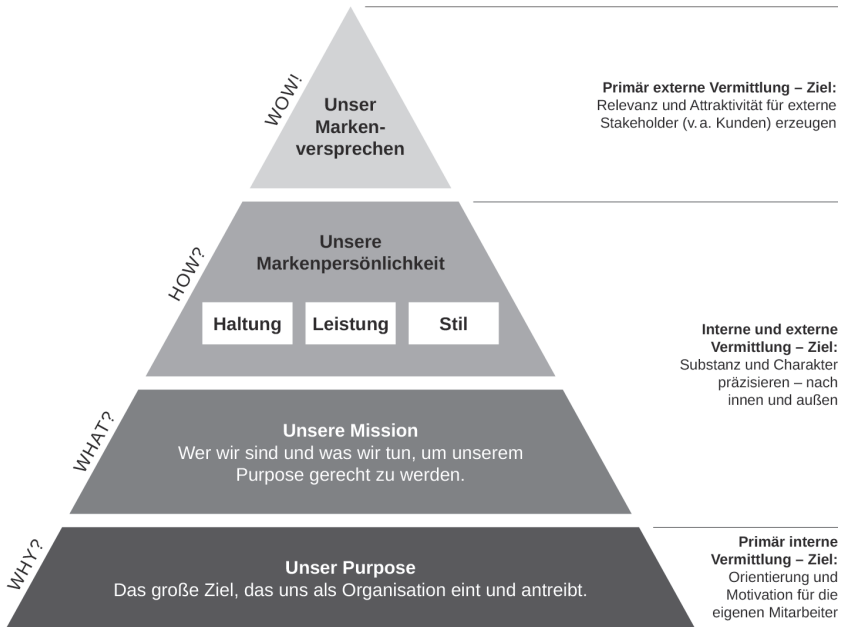 WOW!
Unser
Marken-
versprechen
Primär externe Vermittlung – Ziel:
Relevanz und Attraktivität für externe
Stakeholder (v. a. Kunden) erzeugen
HOW?
Unsere
Markenpersönlichkeit
Haltung
Leistung
Stil
Interne und externe
Vermittlung – Ziel:
Substanz und Charakter
präzisieren – nach
innen und außen
WHAT?
Unsere Mission
Wer wir sind und was wir tun, um unserem
Purpose gerecht zu werden.
WHY?
Unser Purpose
Das große Ziel, das uns als Organisation eint und antreibt.
Primär interne
Vermittlung – Ziel:
Orientierung und
Motivation für die
eigenen Mitarbeiter